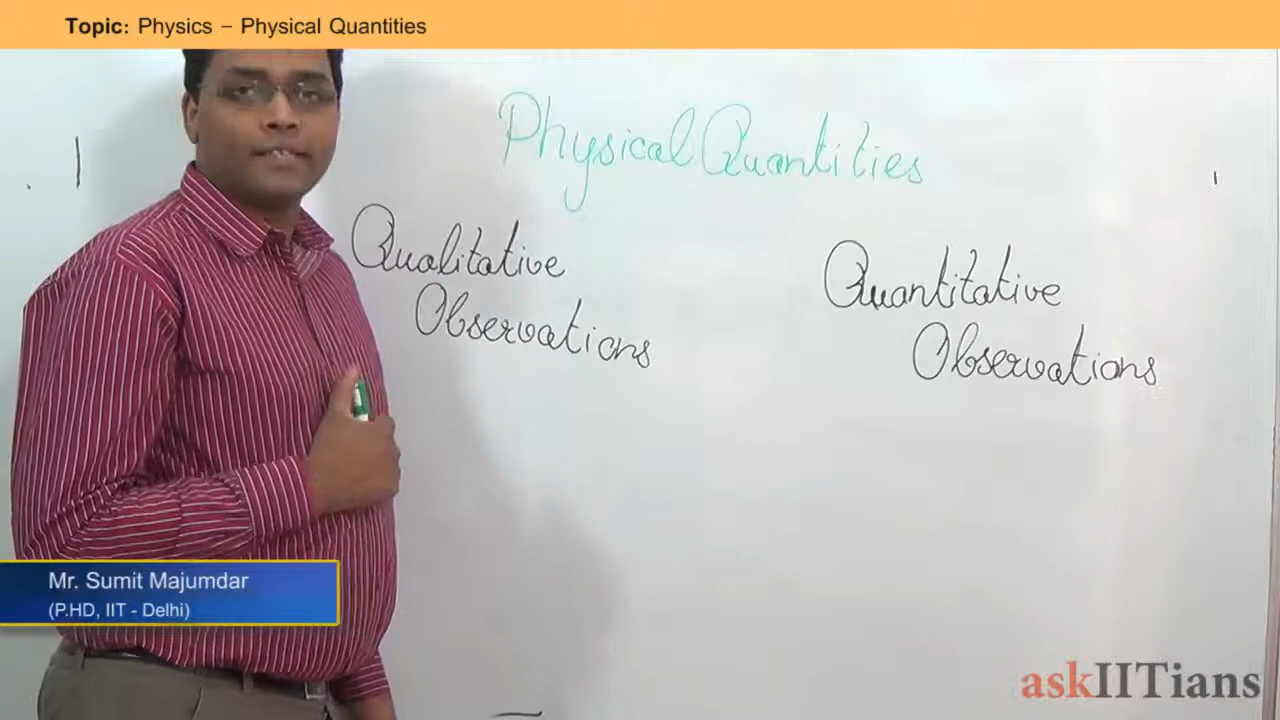 Topic: Physics – Physical Quantities
Physical Quantities
Qualitative
Observations
Quantitative
Observations
Mr. Sumit Majumdar
(P.HD, IIT - Delhi)
askIITians